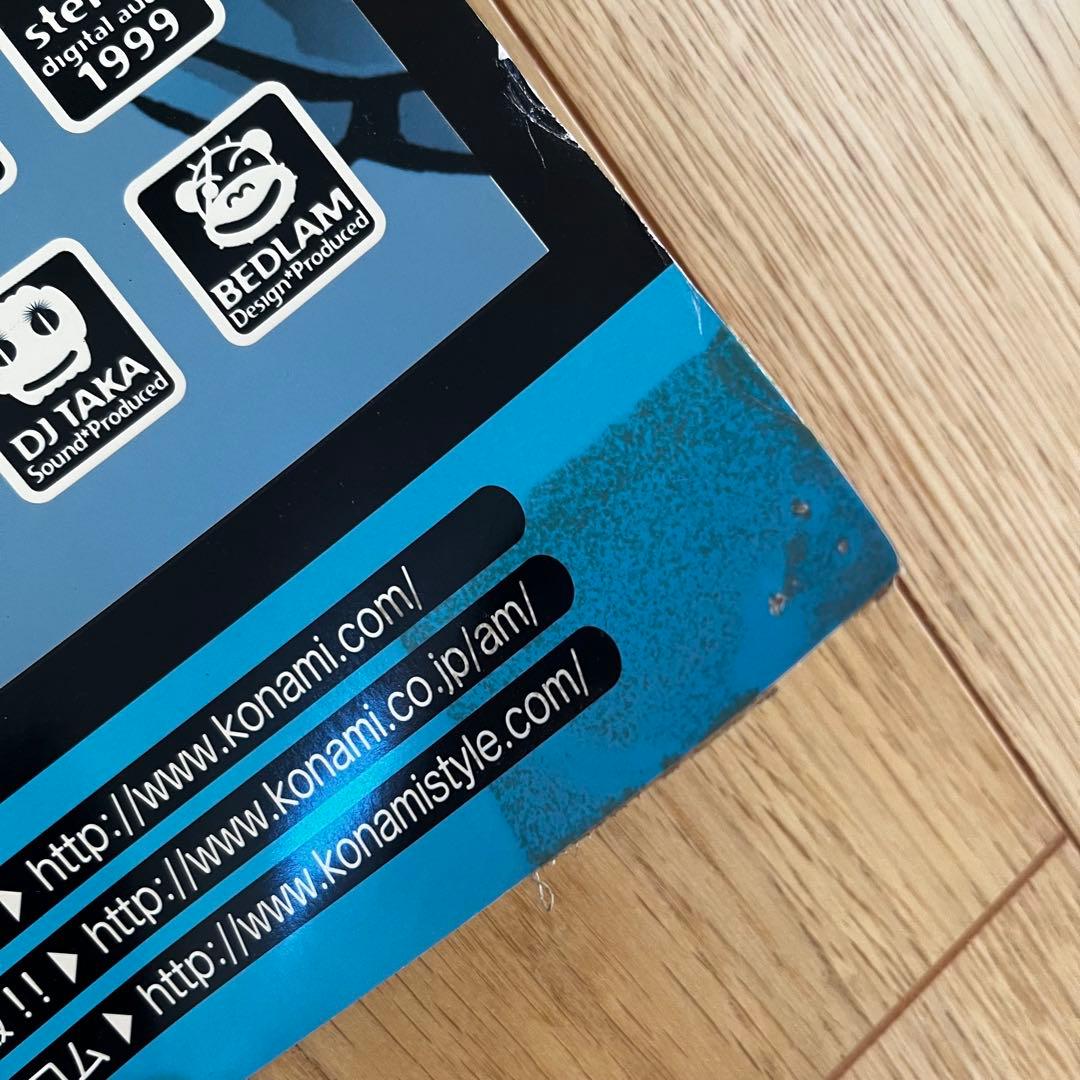 digital
1999
BEDLAM
Design*Produced
DJ TAKA
Sound*Produced
▶ http://www.konami.com/
!! ▶ http://www.konami.co.jp/am/
ム ▶ http://www.konamistyle.com/